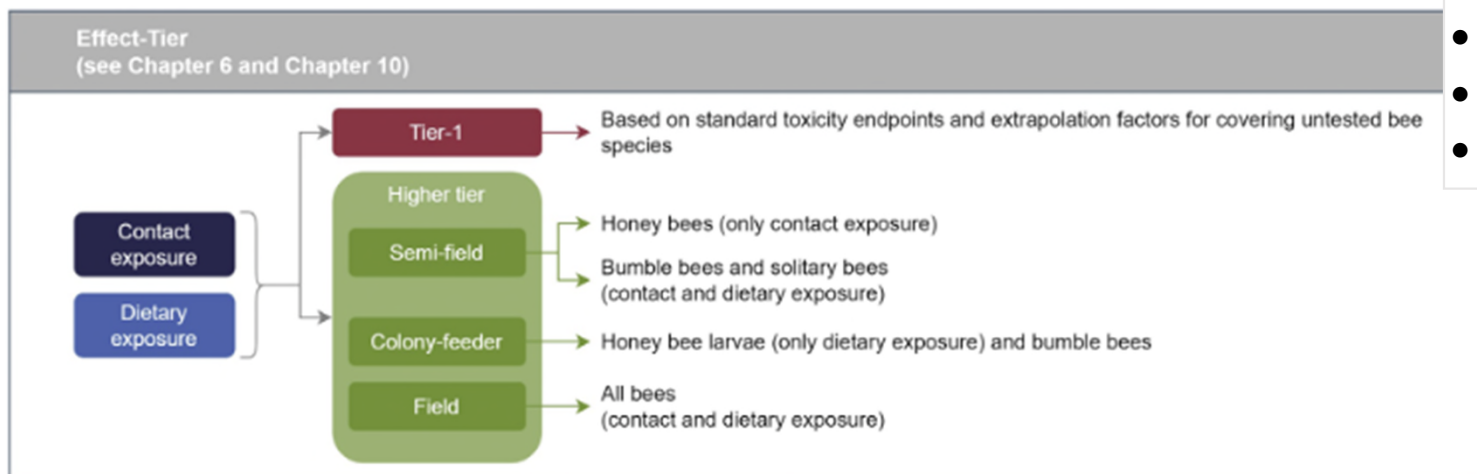 Effect-Tier
(see Chapter 6 and Chapter 10)
Tier-1
Based on standard toxicity endpoints and extrapolation factors for covering untested bee
species
Contact
exposure
Dietary
exposure
Higher tier
Semi-field
Honey bees (only contact exposure)
Bumble bees and solitary bees
(contact and dietary exposure)
Colony-feeder
Honey bee larvae (only dietary exposure) and bumble bees
Field
All bees
(contact and dietary exposure)